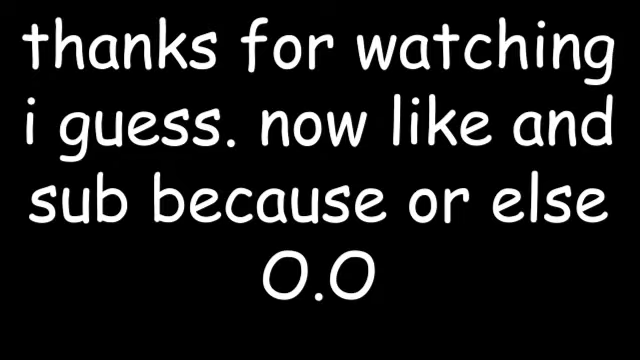 thanks for watching
i guess. now like and
sub because or else
O.O